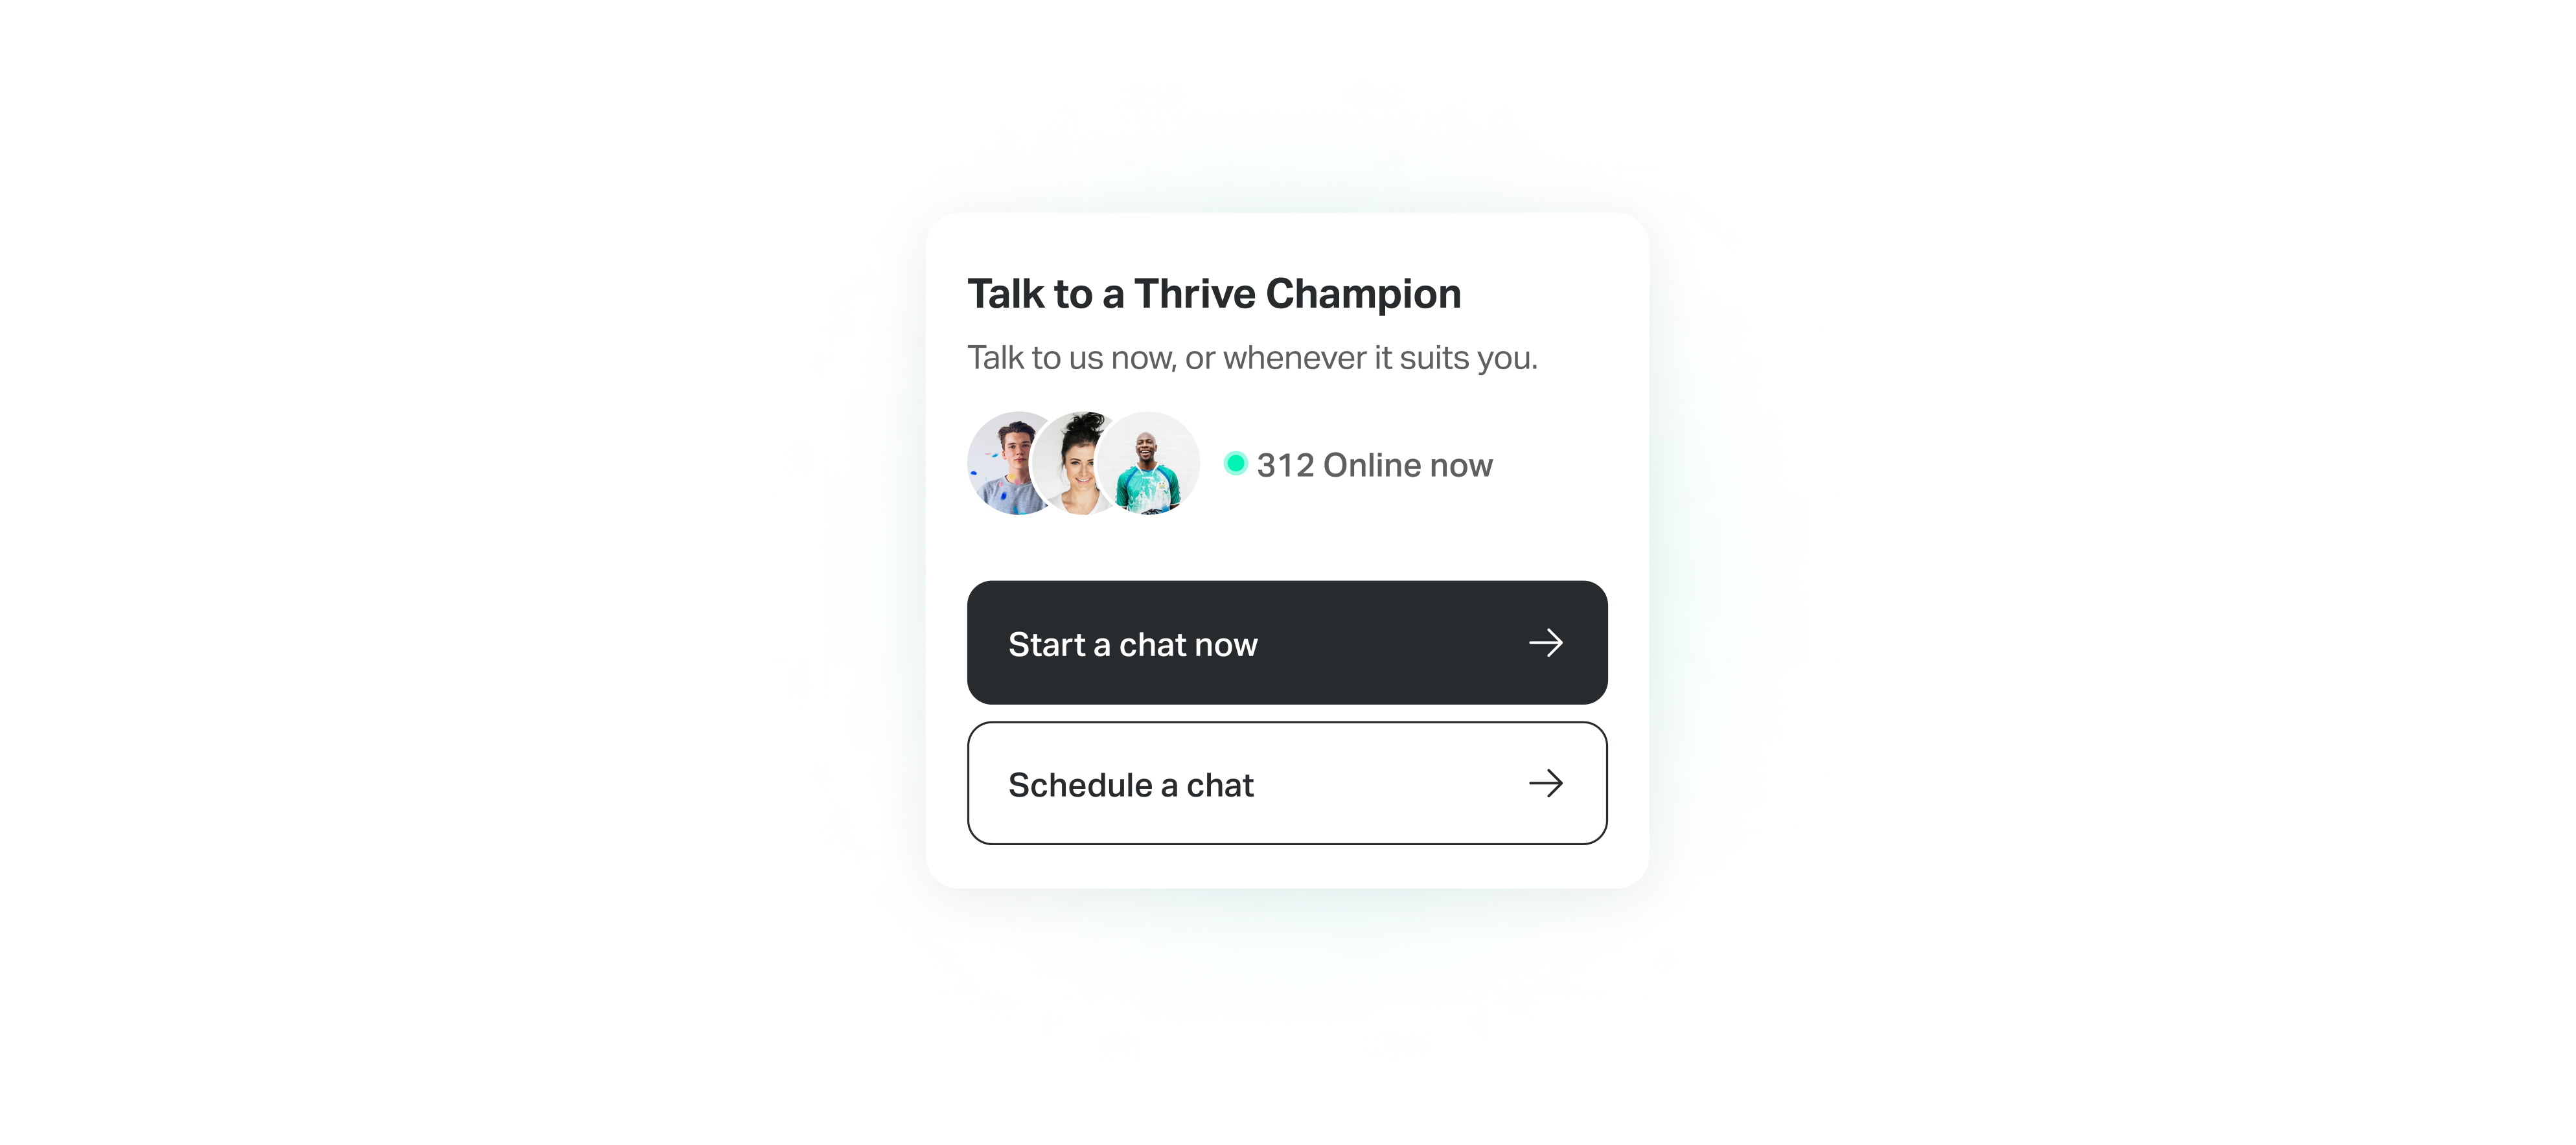 Talk to a Thrive Champion
Talk to us now, or whenever it suits you.
312 Online now
Start a chat now
Schedule a chat